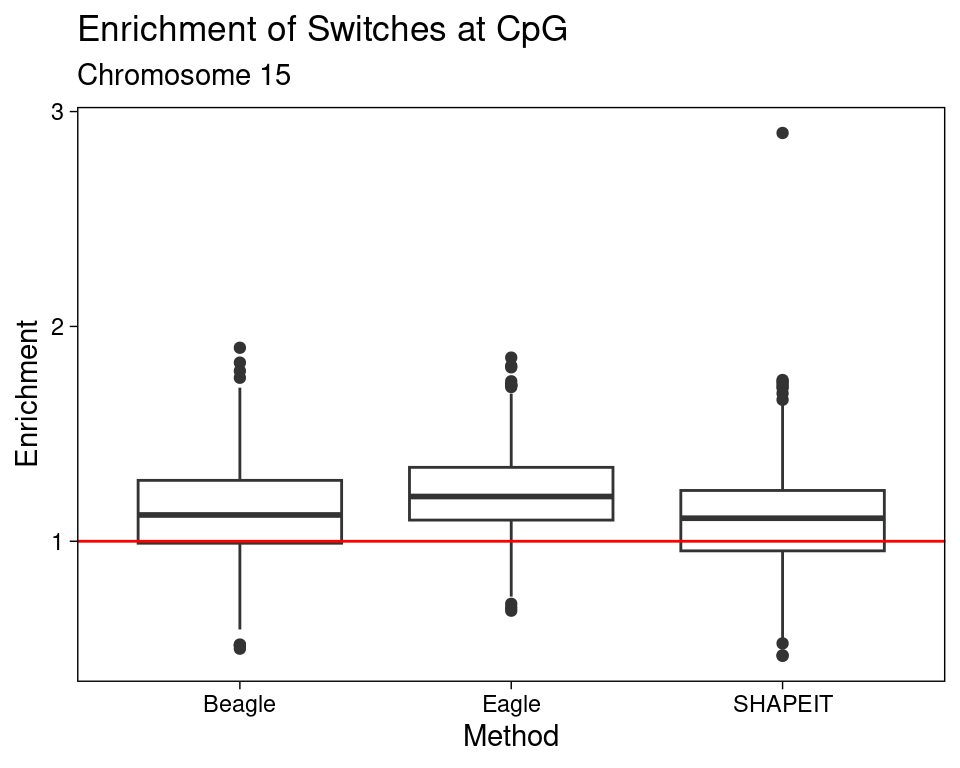 Enrichment of Switches at CpG
Chromosome 15
3
2
1
Enrichment
Beagle
Eagle
SHAPEIT
Method